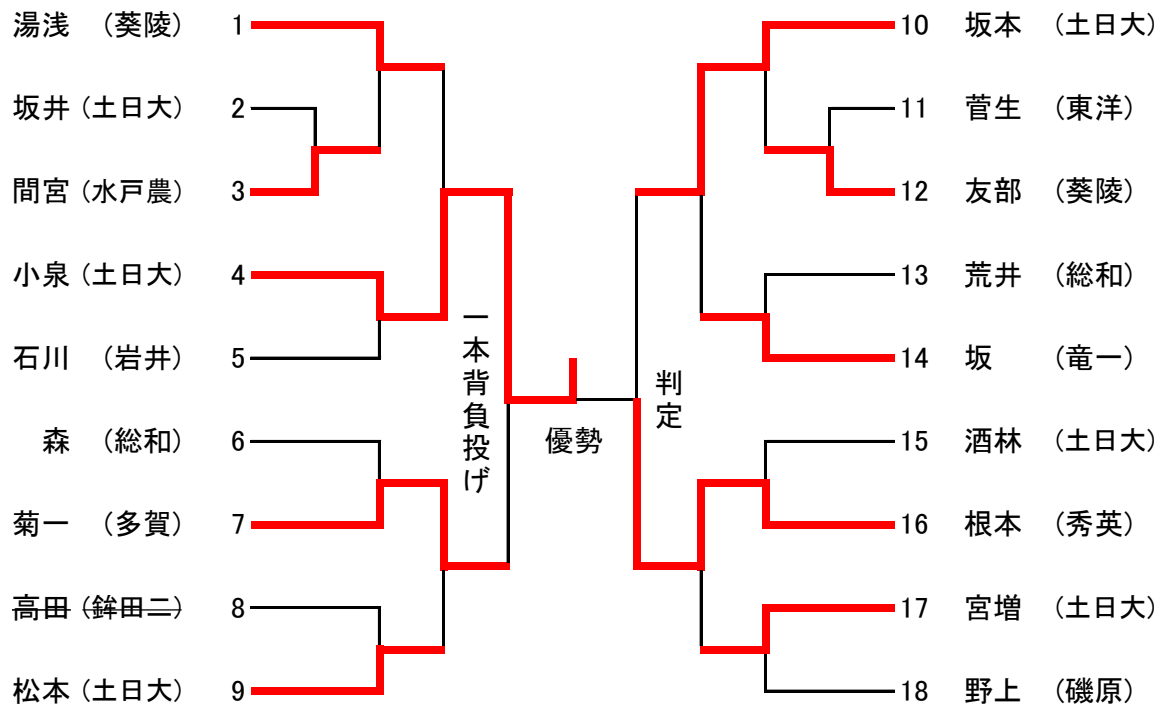 湯浅 (葵陵) 1
坂井 (土日大) 2
間宮 (水戸農) 3
小泉 (土日大) 4
石川 (岩井) 5
森 (総和) 6
菊一 (多賀) 7
高田 (鉾田二) 8
松本 (土日大) 9
一本背負投げ
優勢
判定
10 坂本 (土日大)
11 菅生 (東洋)
12 友部 (葵陵)
13 荒井 (総和)
14 坂 (竜一)
15 酒林 (土日大)
16 根本 (秀英)
17 宮増 (土日大)
18 野上 (磯原)